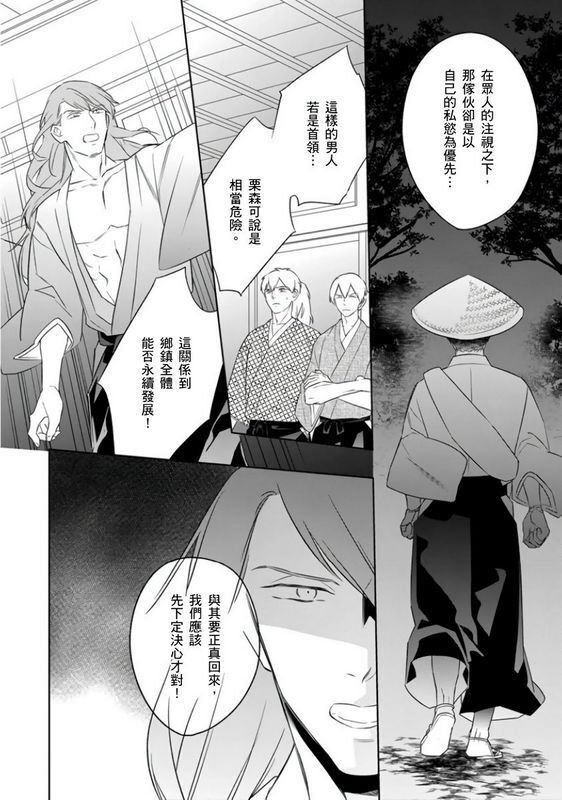 在眾人的注視之下，
那傢伙卻是以
自己的私慾為優先…
這樣的男人
若是首領…
栗森可說是
相當危險。
這關係到
鄉鎮全體
能否永續發展！
與其要正真回來，
我們應該
先下定決心才對！